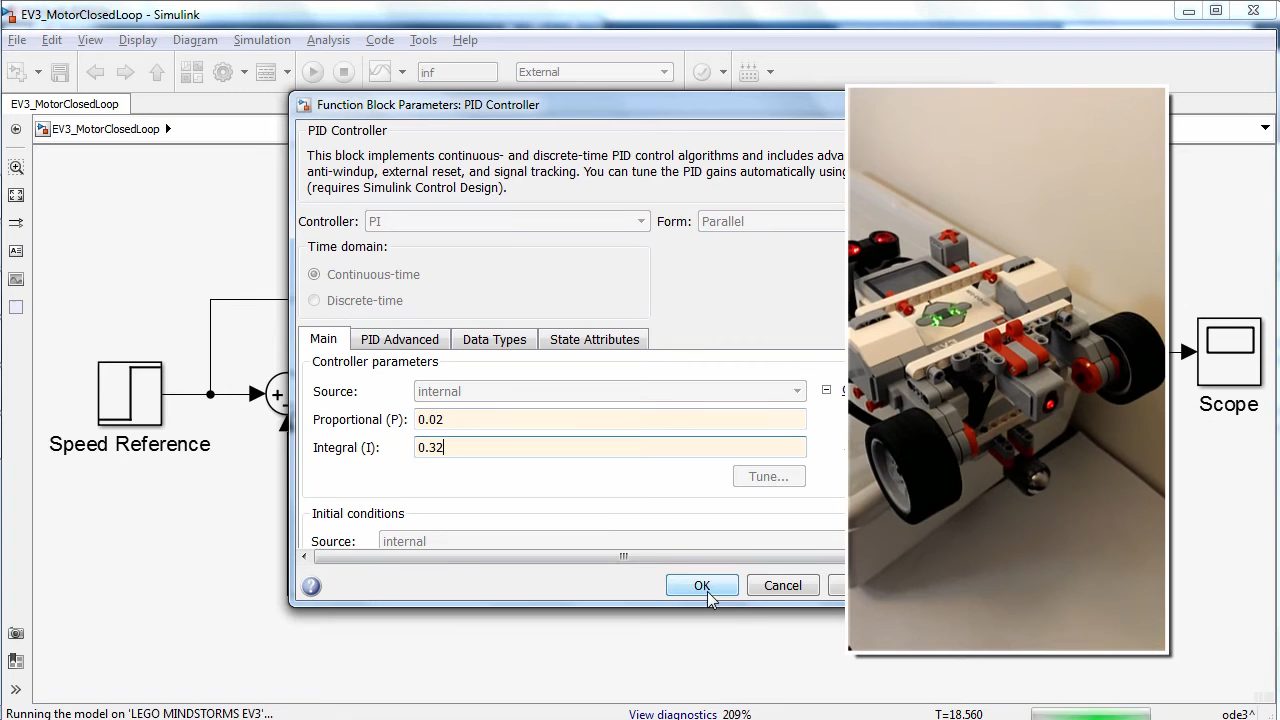 EV3_MotorClosedLoop - Simulink
File Edit View Display Diagram Simulation Analysis Code Tools Help
inf External
EV3_MotorClosedLoop
EV3_MotorClosedLoop
Function Block Parameters: PID Controller
PID Controller
This block implements continuous- and discrete-time PID control algorithms and includes adva
anti-windup, external reset, and signal tracking. You can tune the PID gains automatically using
(requires Simulink Control Design).
Controller: PI Form: Parallel
Time domain:
Continuous-time
Discrete-time
Main PID Advanced Data Types State Attributes
Controller parameters
Source: internal
Proportional (P): 0.02
Integral (I): 0.32
Tune...
Initial conditions
Source: internal
OK Cancel
Speed Reference
Scope
EV3
Running the model on 'LEGO MINDSTORMS EV3'... View diagnostics 209% T=18.560 ode3^